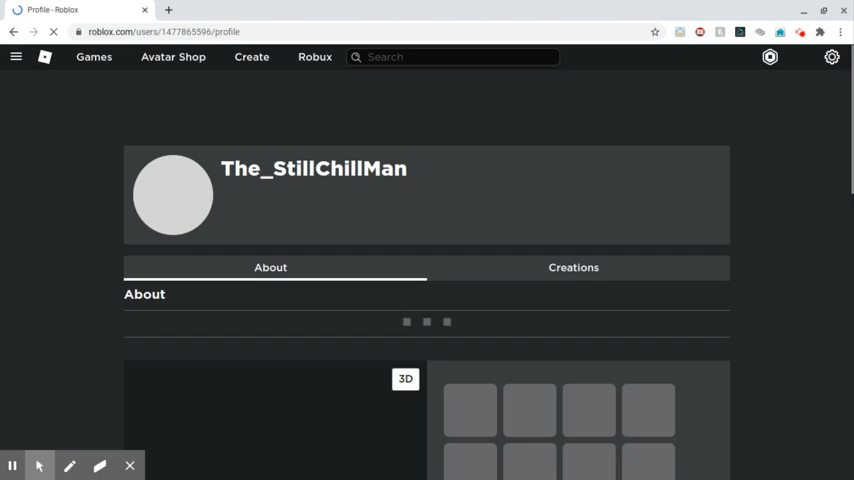 Profile - Roblox
roblox.com/users/1477865596/profile
Games Avatar Shop Create Robux Search
The_StillChillMan
About Creations
About
3D